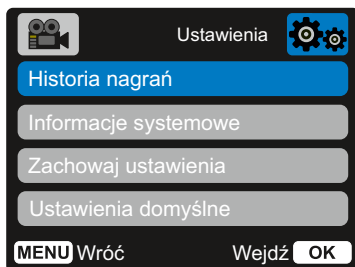 Ustawienia
Historia nagrań
Informacje systemowe
Zachowaj ustawienia
Ustawienia domyślne
MENU Wróć Wejdź OK